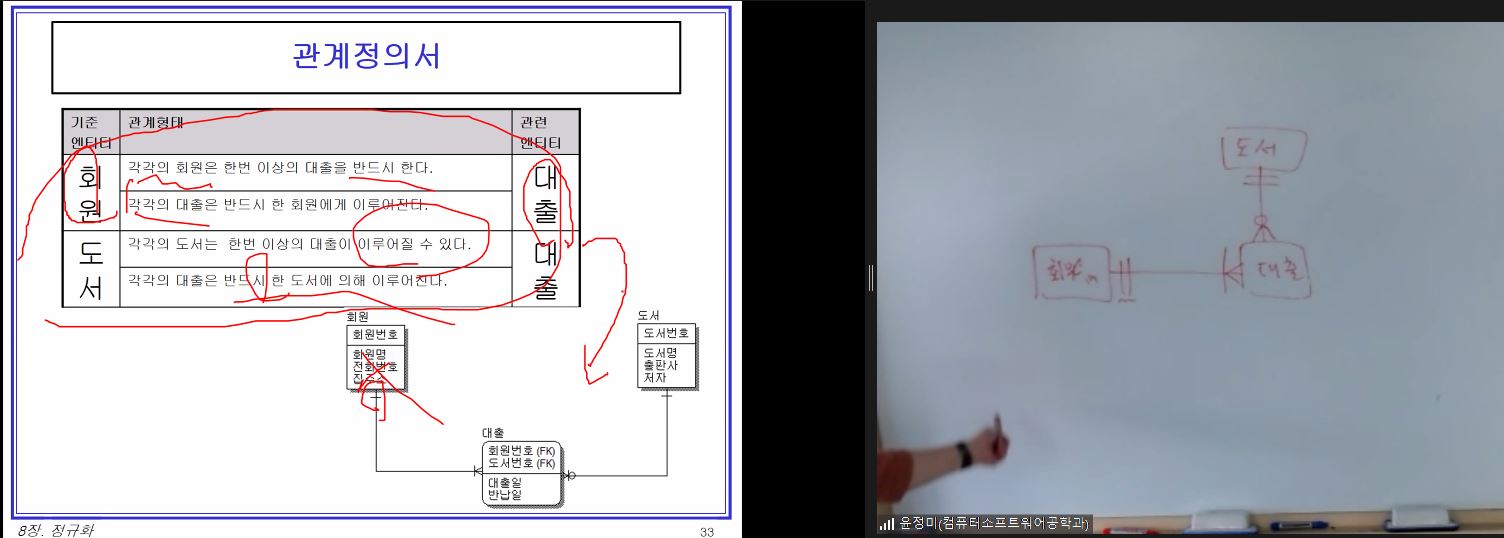 관계정의서
기준
엔티티
관계형태
관련
엔티티
회
원
각각의 회원은 한번 이상의 대출을 반드시 한다.
각각의 대출은 반드시 한 회원에게 이루어진다.
대
출
도
서
각각의 도서는 한번 이상의 대출이 이루어질 수 있다.
각각의 대출은 반드시 한 도서에 의해 이루어진다.
대
출
회원
회원번호
회원명
전화번호
집주소
도서
도서번호
도서명
출판사
저자
대출
회원번호 (FK)
도서번호 (FK)
대출일
반납일
8장. 정규화
33
도서
회원
대출
윤정미(컴퓨터소프트웨어공학과)